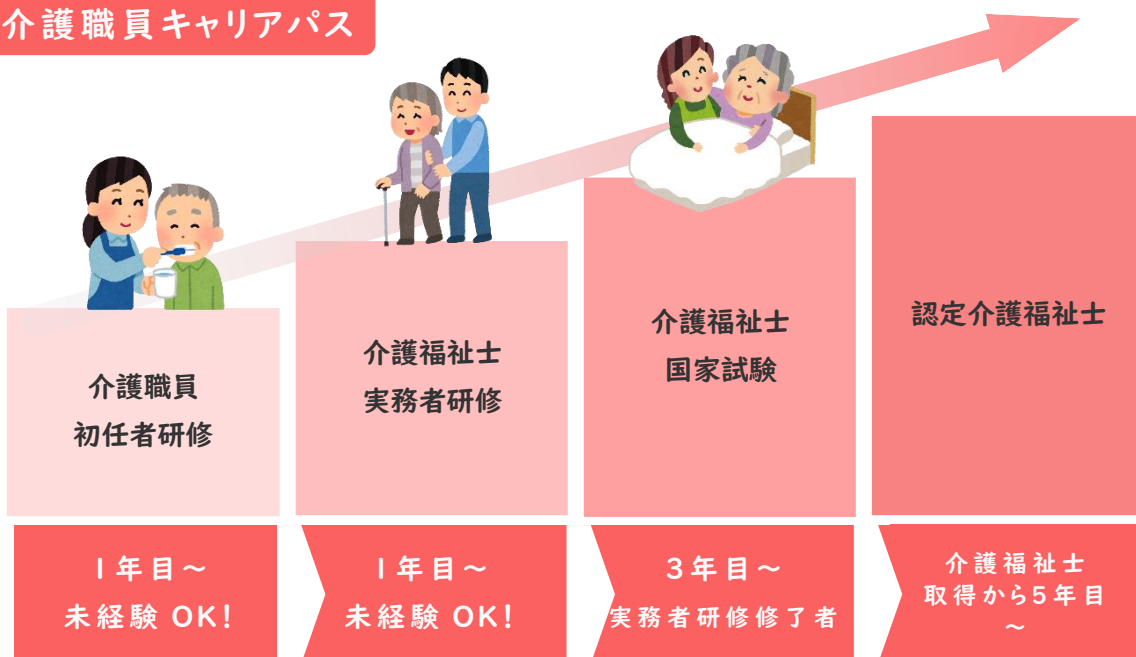 介護職員キャリアパス
介護職員
初任者研修
介護福祉士
実務者研修
介護福祉士
国家試験
認定介護福祉士
1年目～
未経験 OK!
1年目～
未経験 OK!
3年目～
実務者研修修了者
介護福祉士
取得から5年目
～